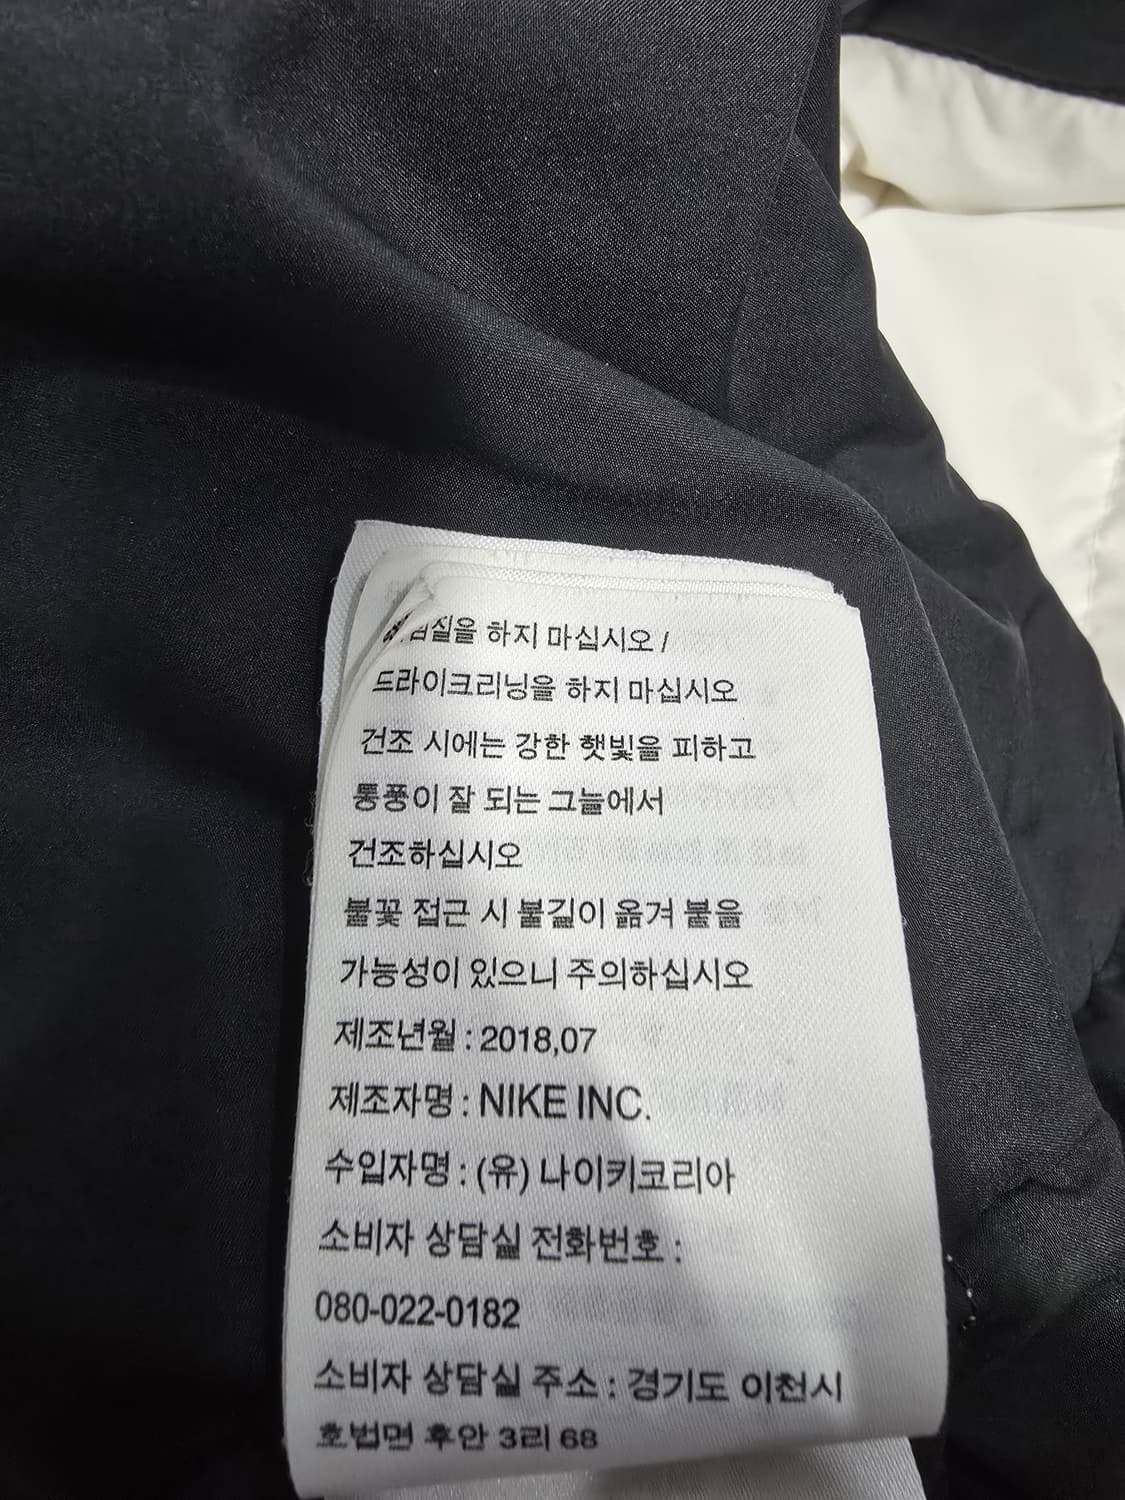 하지 마십시오 /
드라이크리닝을 하지 마십시오
건조 시에는 강한 햇빛을 피하고
통풍이 잘 되는 그늘에서
건조하십시오
불꽃 접근 시 불길이 옮겨 붙을
가능성이 있으니 주의하십시오
제조년월 : 2018,07
제조자명 : NIKE INC.
수입자명 : (유) 나이키코리아
소비자 상담실 전화번호 :
080-022-0182
소비자 상담실 주소 : 경기도 이천시
호법면 후안 3리 68